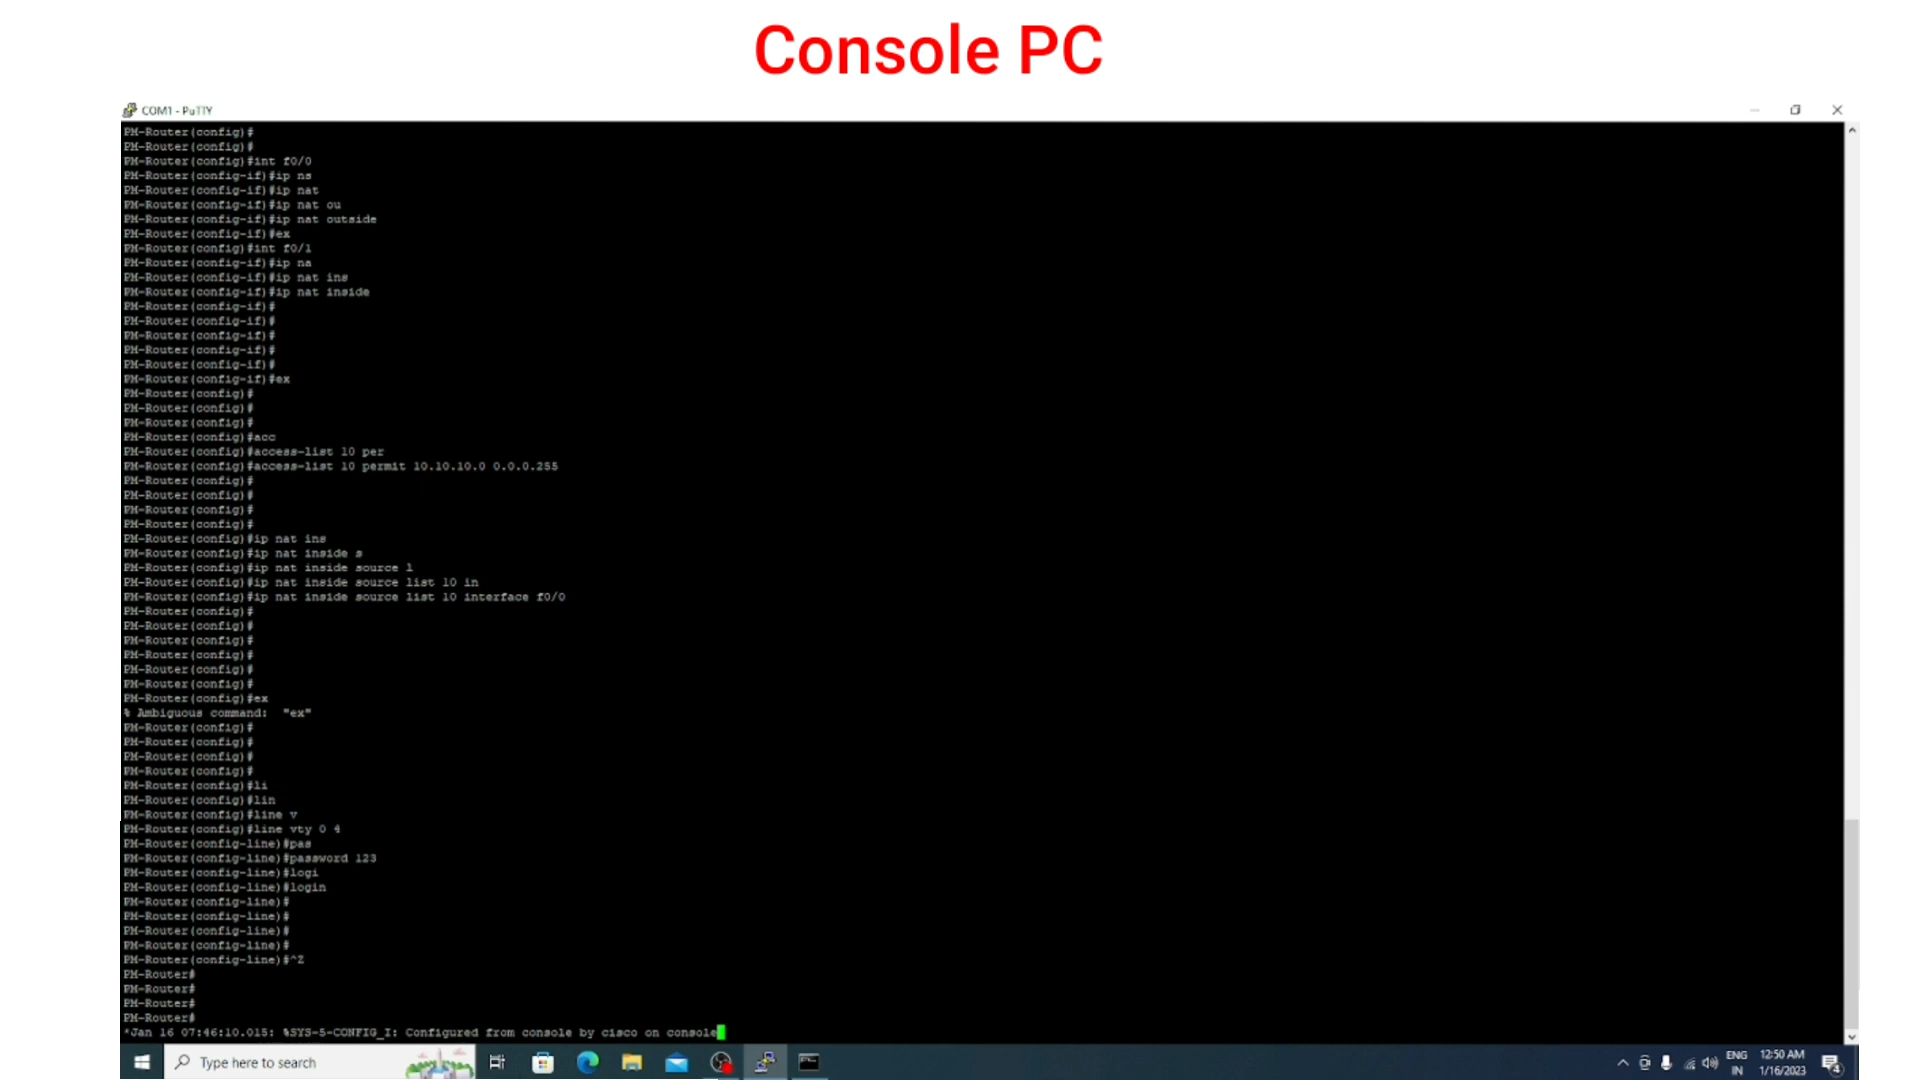 Console PC
COM1 - PuTTY
PM-Router(config)#
PM-Router(config)#
PM-Router(config)#int f0/0
PM-Router(config-if)#ip ns
PM-Router(config-if)#ip nat
PM-Router(config-if)#ip nat ou
PM-Router(config-if)#ip nat outside
PM-Router(config-if)#ex
PM-Router(config)#int f0/1
PM-Router(config-if)#ip na
PM-Router(config-if)#ip nat ins
PM-Router(config-if)#ip nat inside
PM-Router(config-if)#
PM-Router(config-if)#
PM-Router(config-if)#
PM-Router(config-if)#
PM-Router(config-if)#
PM-Router(config-if)#ex
PM-Router(config)#
PM-Router(config)#
PM-Router(config)#
PM-Router(config)#acc
PM-Router(config)#access-list 10 per
PM-Router(config)#access-list 10 permit 10.10.10.0 0.0.0.255
PM-Router(config)#
PM-Router(config)#
PM-Router(config)#
PM-Router(config)#
PM-Router(config)#ip nat ins
PM-Router(config)#ip nat inside s
PM-Router(config)#ip nat inside source l
PM-Router(config)#ip nat inside source list 10 in
PM-Router(config)#ip nat inside source list 10 interface f0/0
PM-Router(config)#
PM-Router(config)#
PM-Router(config)#
PM-Router(config)#
PM-Router(config)#
PM-Router(config)#
PM-Router(config)#ex
% Ambiguous command:  "ex"
PM-Router(config)#
PM-Router(config)#
PM-Router(config)#
PM-Router(config)#
PM-Router(config)#li
PM-Router(config)#lin
PM-Router(config)#line v
PM-Router(config)#line vty 0 4
PM-Router(config-line)#pas
PM-Router(config-line)#password 123
PM-Router(config-line)#logi
PM-Router(config-line)#login
PM-Router(config-line)#
PM-Router(config-line)#
PM-Router(config-line)#
PM-Router(config-line)#
PM-Router(config-line)#^Z
PM-Router#
PM-Router#
PM-Router#
PM-Router#
*Jan 16 07:46:10.015: %SYS-5-CONFIG_I: Configured from console by cisco on console
Type here to search
ENG
IN
12:50 AM
1/16/2023
4